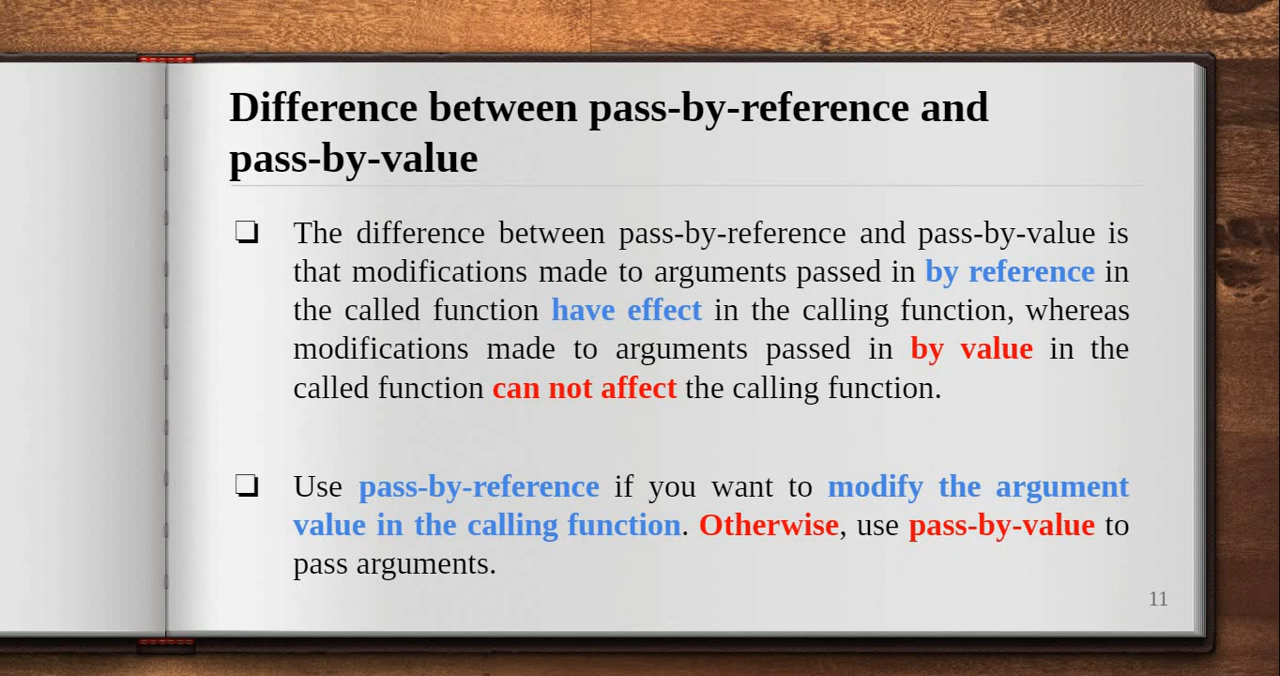 Difference between pass-by-reference and
pass-by-value
❏ The difference between pass-by-reference and pass-by-value is
that modifications made to arguments passed in by reference in
the called function have effect in the calling function, whereas
modifications made to arguments passed in by value in the
called function can not affect the calling function.
❏ Use pass-by-reference if you want to modify the argument
value in the calling function. Otherwise, use pass-by-value to
pass arguments.
11